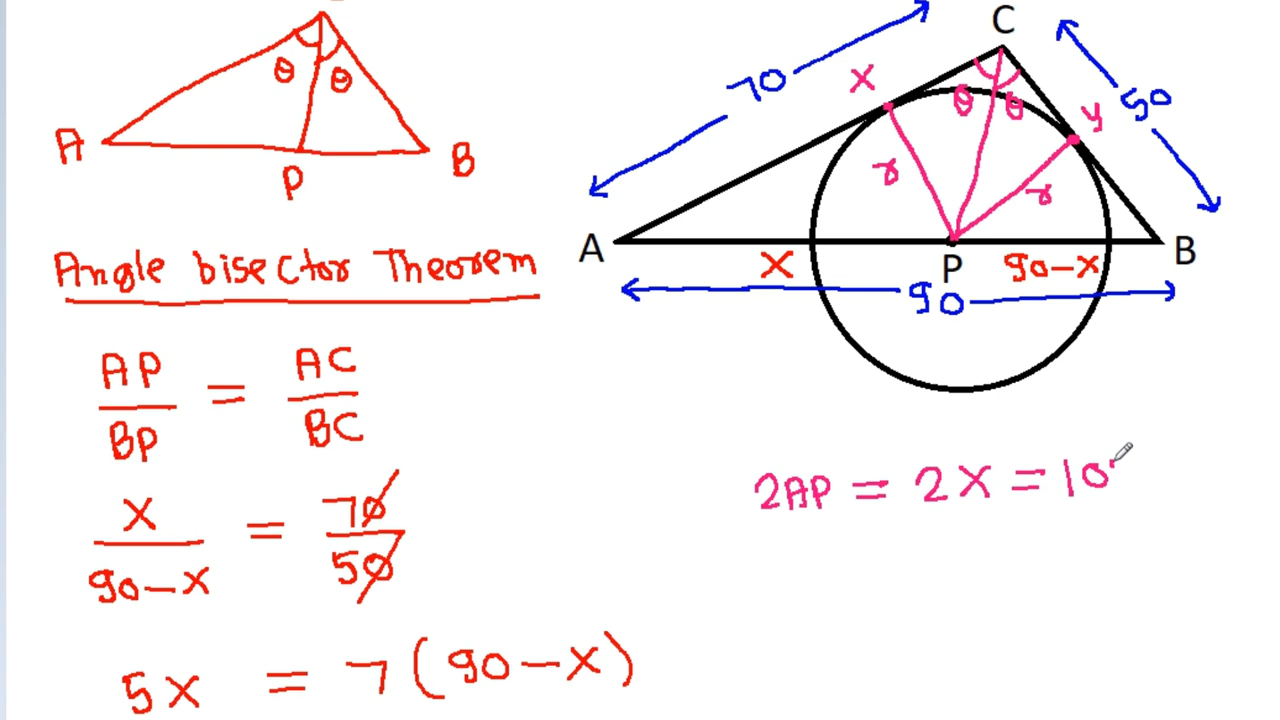 θ θ
A
P
B
Angle bisector Theorem
AP/BP = AC/BC
x/90-x = 70/50
5x = 7(90-x)
C
70
50
x
y
θ θ
r
r
A
B
x
P
90-x
90
2AP = 2x = 10